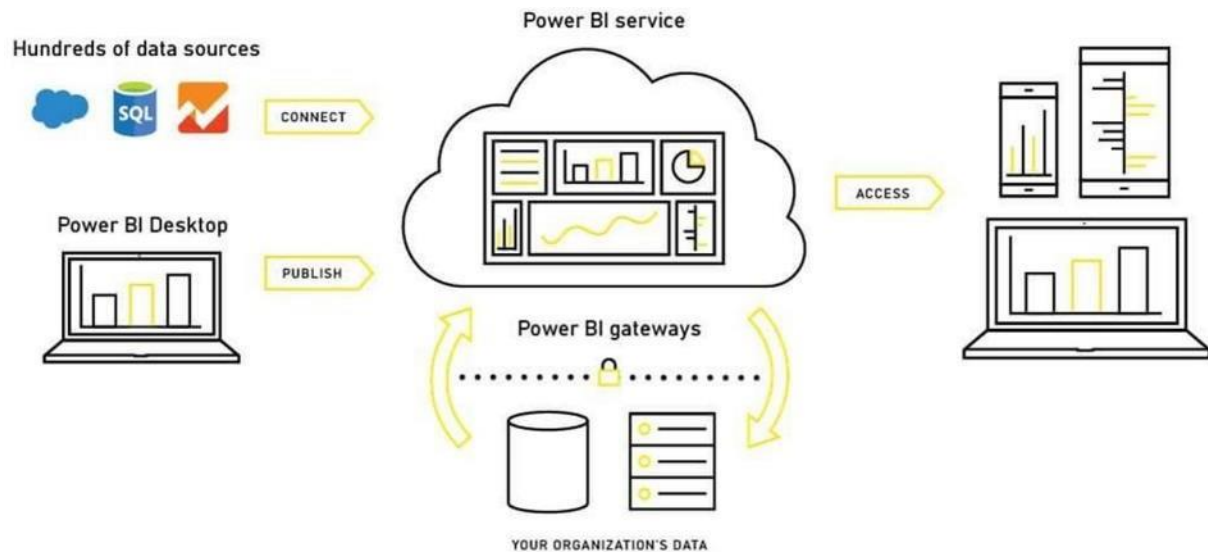 Power BI service
Hundreds of data sources
SQL
CONNECT
ACCESS
Power BI Desktop
PUBLISH
Power BI gateways
YOUR ORGANIZATION'S DATA